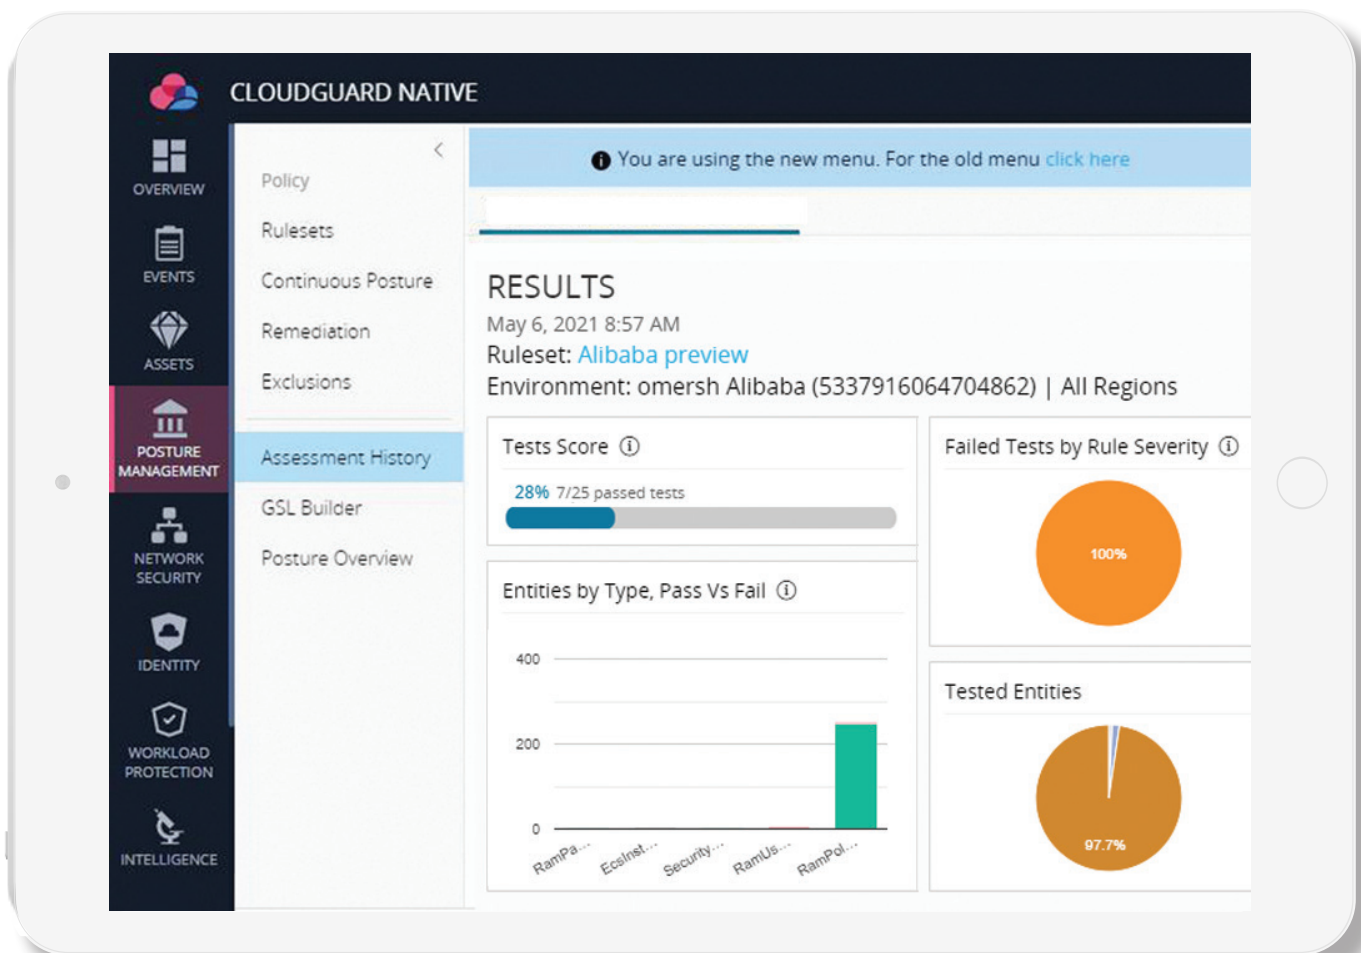 CLOUDGUARD NATIVE
OVERVIEW
EVENTS
ASSETS
POSTURE
MANAGEMENT
NETWORK
SECURITY
IDENTITY
WORKLOAD
PROTECTION
INTELLIGENCE
Policy
Rulesets
Continuous Posture
Remediation
Exclusions
Assessment History
GSL Builder
Posture Overview
You are using the new menu. For the old menu click here
RESULTS
May 6, 2021 8:57 AM
Ruleset: Alibaba preview
Environment: omersh Alibaba (5337916064704862) | All Regions
Tests Score
28% 7/25 passed tests
Entities by Type, Pass Vs Fail
400
200
0
RamPa...
EcsInst...
Security...
RamUs...
RamPol...
Failed Tests by Rule Severity
100%
Tested Entities
97.7%